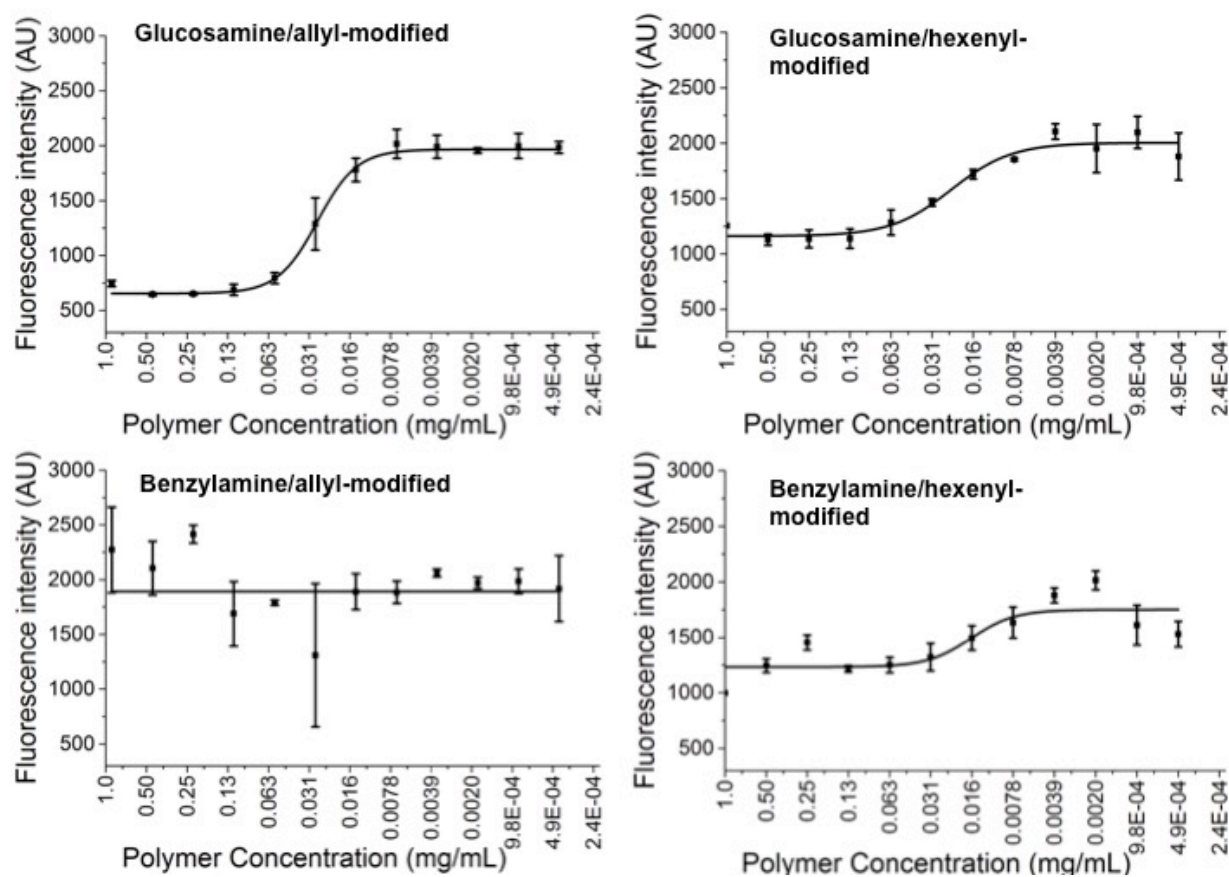 Glucosamine/allyl-modified
Fluorescence intensity (AU)
3000
2500
2000
1500
1000
500
1.0
0.50
0.25
0.13
0.063
0.031
0.016
0.0078
0.0039
0.0020
9.8E-04
4.9E-04
2.4E-04
Polymer Concentration (mg/mL)
Glucosamine/hexenyl-
modified
Fluorescence intensity (AU)
3000
2500
2000
1500
1000
500
1.0
0.50
0.25
0.13
0.063
0.031
0.016
0.0078
0.0039
0.0020
9.8E-04
4.9E-04
2.4E-04
Polymer Concentration (mg/mL)
Benzylamine/allyl-modified
Fluorescence intensity (AU)
3000
2500
2000
1500
1000
500
1.0
0.50
0.25
0.13
0.063
0.031
0.016
0.0078
0.0039
0.0020
9.8E-04
4.9E-04
2.4E-04
Polymer Concentration (mg/mL)
Benzylamine/hexenyl-
modified
Fluorescence intensity (AU)
3000
2500
2000
1500
1000
500
1.0
0.50
0.25
0.13
0.063
0.031
0.016
0.0078
0.0039
0.0020
9.8E-04
4.9E-04
2.4E-04
Polymer Concentration (mg/mL)